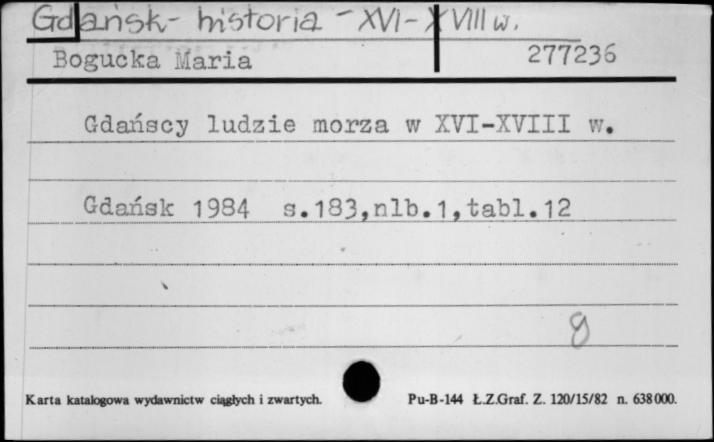 Gdańsk - historia - XVI - XVIII w.
Bogucka Maria 277236
Gdańscy ludzie morza w XVI-XVIII w.
Gdańsk 1984 s.183,nlb.1,tabl.12
8
Karta katalogowa wydawnictw ciągłych i zwartych. Pu-B-144 Ł.Z.Graf. Z. 120/15/82 n. 638000.